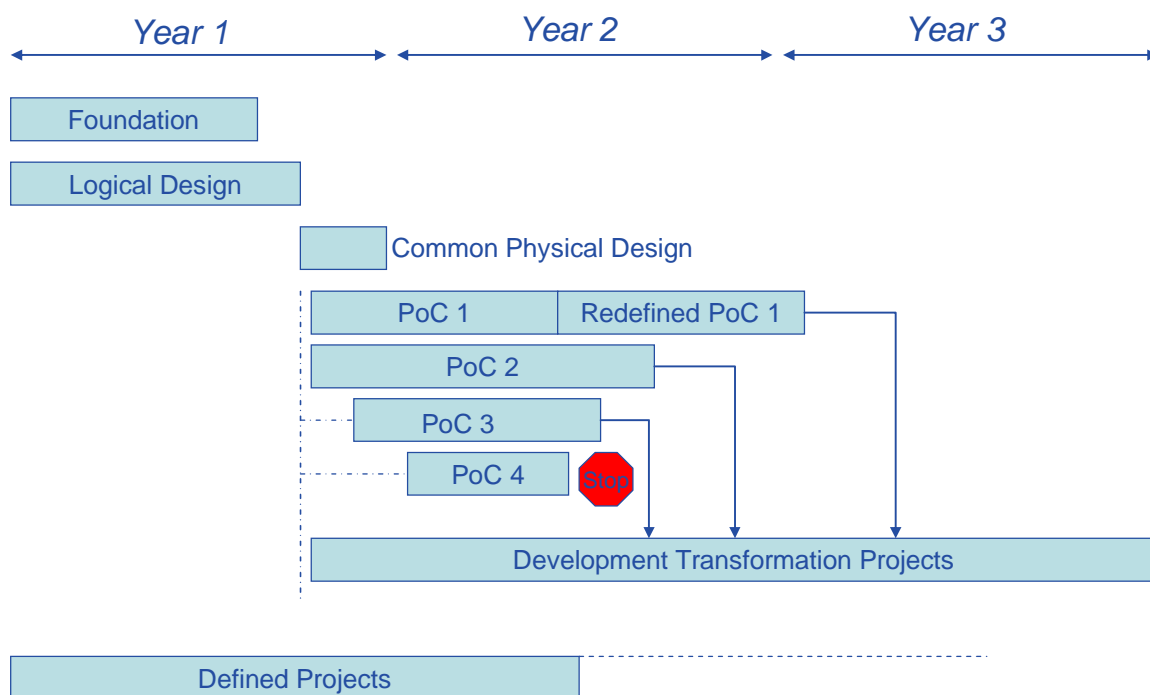 Year 1
Year 2
Year 3
Foundation
Logical Design
Common Physical Design
PoC 1
Redefined PoC 1
PoC 2
PoC 3
PoC 4
Stop
Development Transformation Projects
Defined Projects